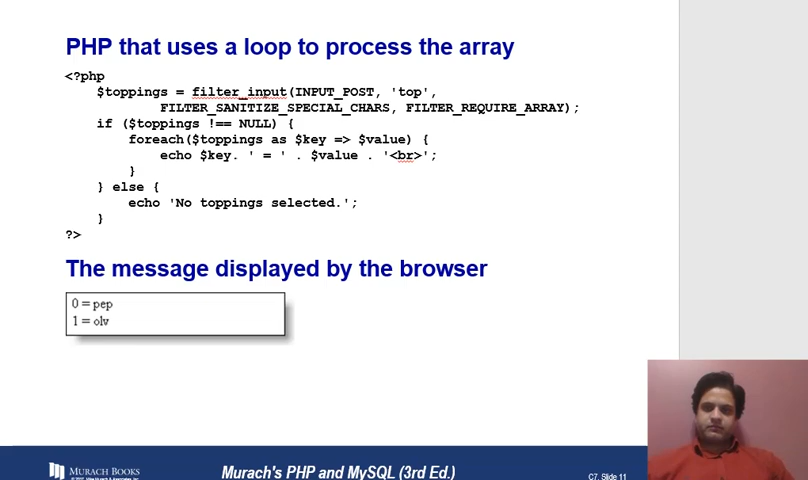 PHP that uses a loop to process the array
<?php
$toppings = filter_input(INPUT_POST, 'top',
FILTER_SANITIZE_SPECIAL_CHARS, FILTER_REQUIRE_ARRAY);
if ($toppings !== NULL) {
foreach($toppings as $key => $value) {
echo $key. ' = ' . $value . '<br>';
}
} else {
echo 'No toppings selected.';
}
?>
The message displayed by the browser
0 = pep
1 = olv
MURACH BOOKS
Murach's PHP and MySQL (3rd Ed.)
C7, Slide 11